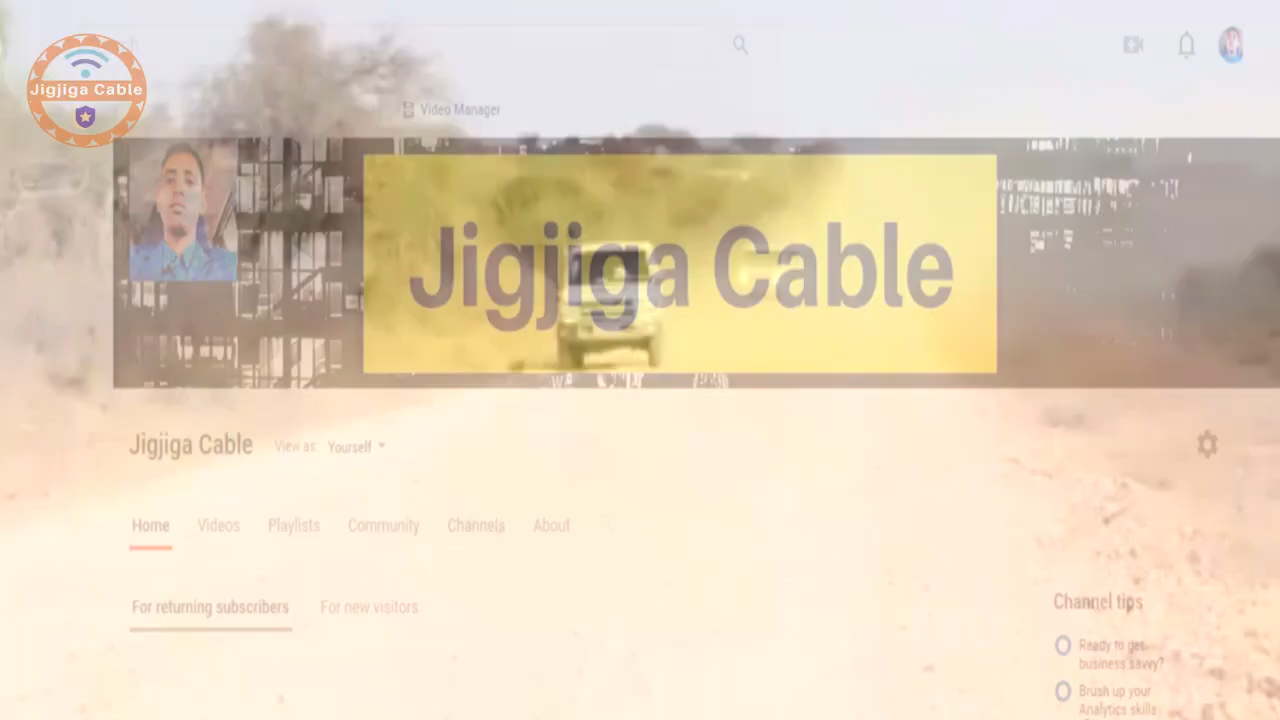 Jigjiga Cable
Video Manager
Jigjiga Cable
Jigjiga Cable View as: Yourself
Home Videos Playlists Community Channels About
For returning subscribers For new visitors
Channel tips
Ready to get
business savvy?
Brush up your
Analytics skills